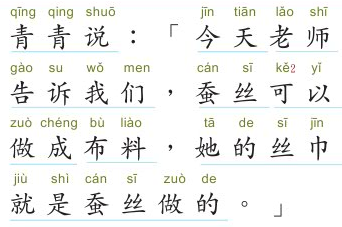 qīng qing shuō jīn tiān lǎo shī
青青说：「今天老师
gào su wǒ men cán sī kě2 yǐ
告诉我们，蚕丝可以
zuò chéng bù liào tā de sī jīn
做成布料，她的丝巾
jiù shì cán sī zuò de
就是蚕丝做的。」